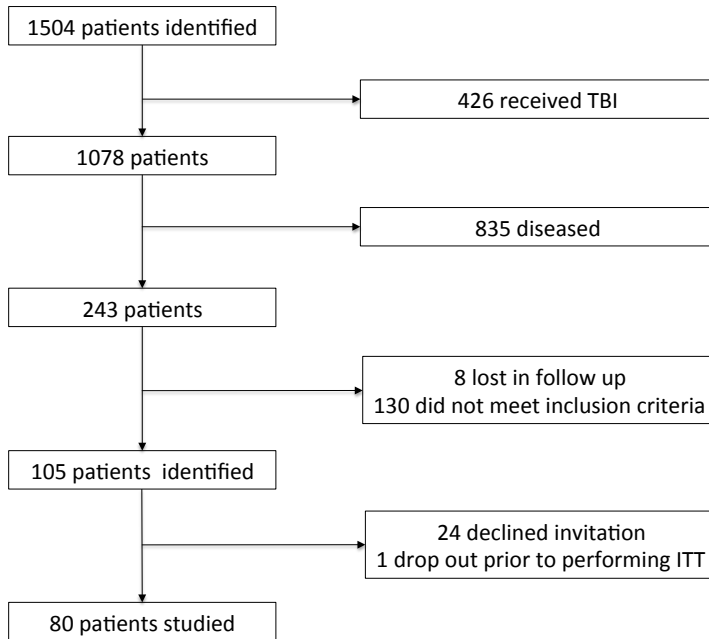 1504 patients identified
426 received TBI
1078 patients
835 diseased
243 patients
8 lost in follow up
130 did not meet inclusion criteria
105 patients  identified
24 declined invitation
1 drop out prior to performing ITT
80 patients studied